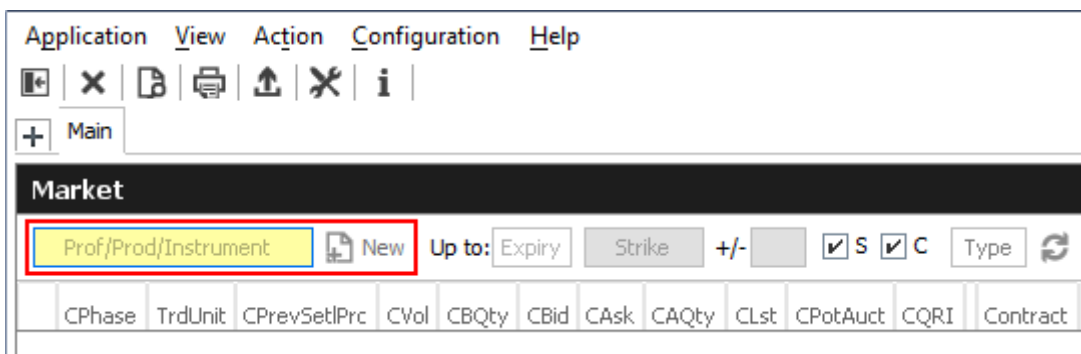 Application View Action Configuration Help
Main
Market
Prof/Prod/Instrument New Up to: Expiry Strike +/- S C Type
CPhase TrdUnit CPrevSetlPrc CVol CBQty CBid CAsk CAQty CLst CPotAuct CQRI Contract